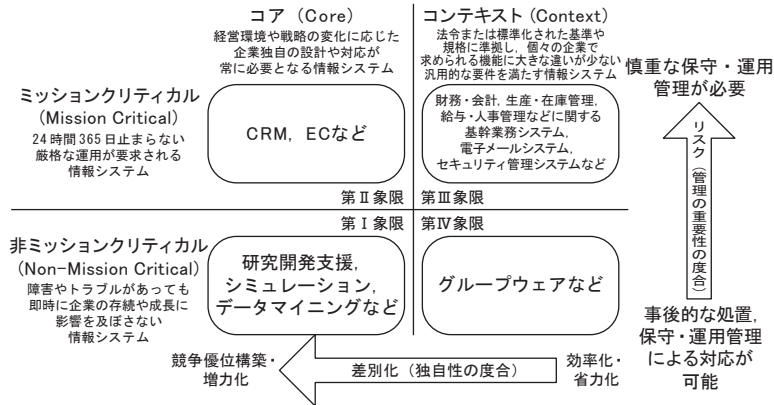 コア（Core）
経営環境や戦略の変化に応じた
企業独自の設計や対応が
常に必要となる情報システム
コンテキスト（Context）
法令または標準化された基準や
規格に準拠し，個々の企業で
求められる機能に大きな違いが少ない
汎用的な要件を満たす情報システム
慎重な保守・運用
管理が必要
ミッションクリティカル
（Mission Critical）
24時間365日止まらない
厳格な運用が要求される
情報システム
CRM，ECなど
財務・会計，生産・在庫管理，
給与・人事管理などに関する
基幹業務システム，
電子メールシステム，
セキュリティ管理システムなど
第Ⅱ象限
第Ⅲ象限
リスク（管理の重要性の度合）
第Ⅰ象限
第Ⅳ象限
非ミッションクリティカル
（Non-Mission Critical）
障害やトラブルがあっても
即時に企業の存続や成長に
影響を及ぼさない
情報システム
研究開発支援，
シミュレーション，
データマイニングなど
グループウェアなど
事後的な処置，
保守・運用管理
による対応が
可能
競争優位構築・
増力化
差別化（独自性の度合）
効率化・
省力化